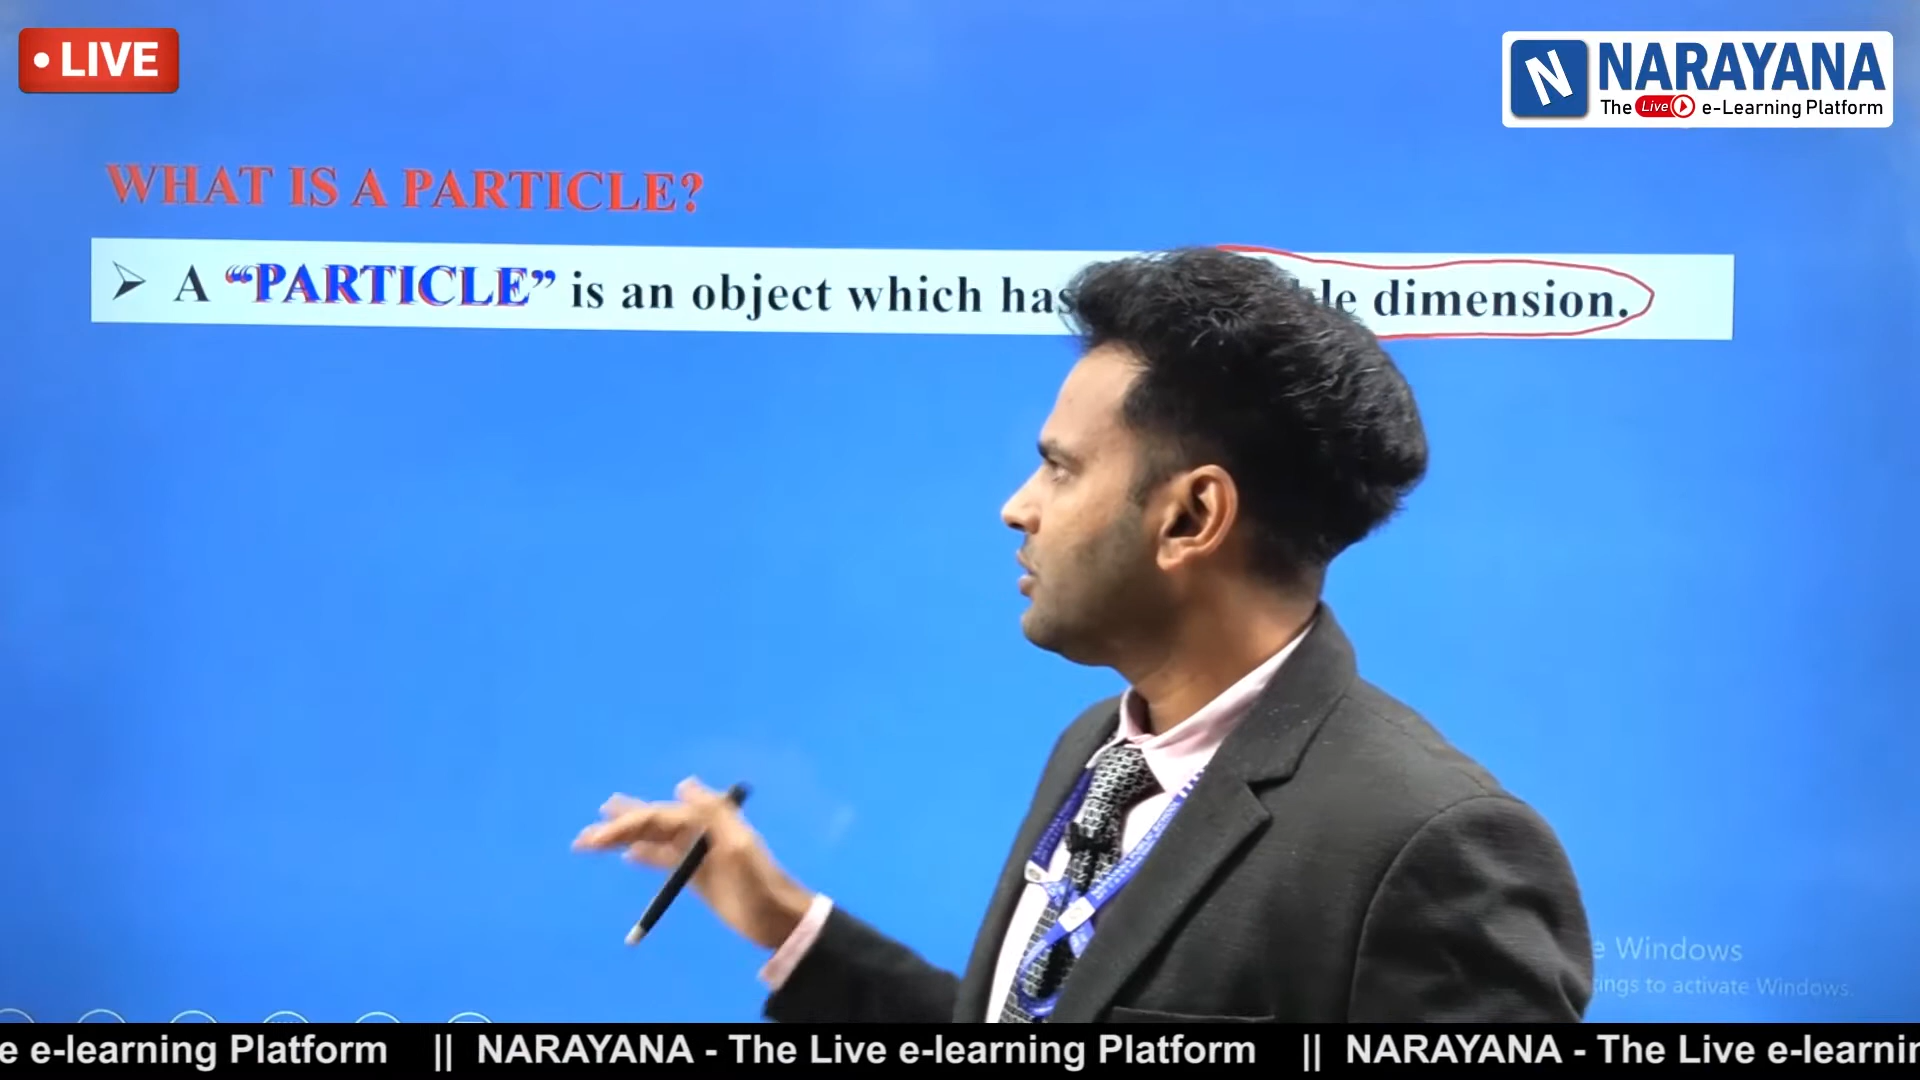 • LIVE
N NARAYANA
The Live e-Learning Platform
WHAT IS A PARTICLE?
➢ A “PARTICLE” is an object which has dimension.
Windows
to activate Windows.
e e-learning Platform || NARAYANA - The Live e-learning Platform || NARAYANA - The Live e-learnin